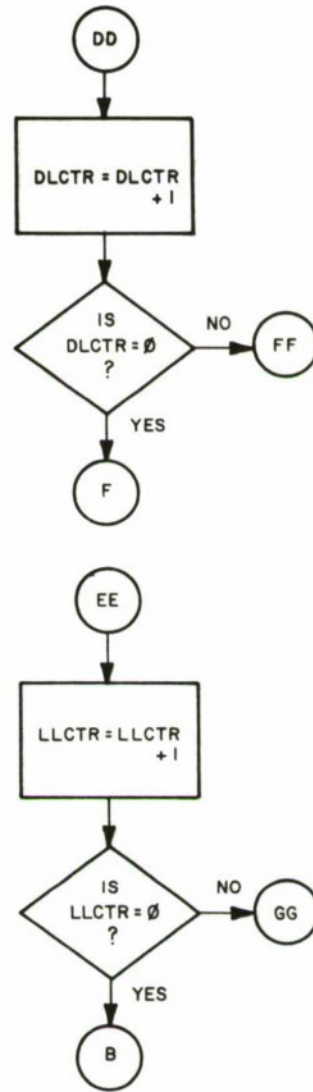 DD
DLCTR = DLCTR
+ 1
IS
DLCTR = Ø
?
NO
FF
YES
F
EE
LLCTR = LLCTR
+ 1
IS
LLCTR = Ø
?
NO
GG
YES
B